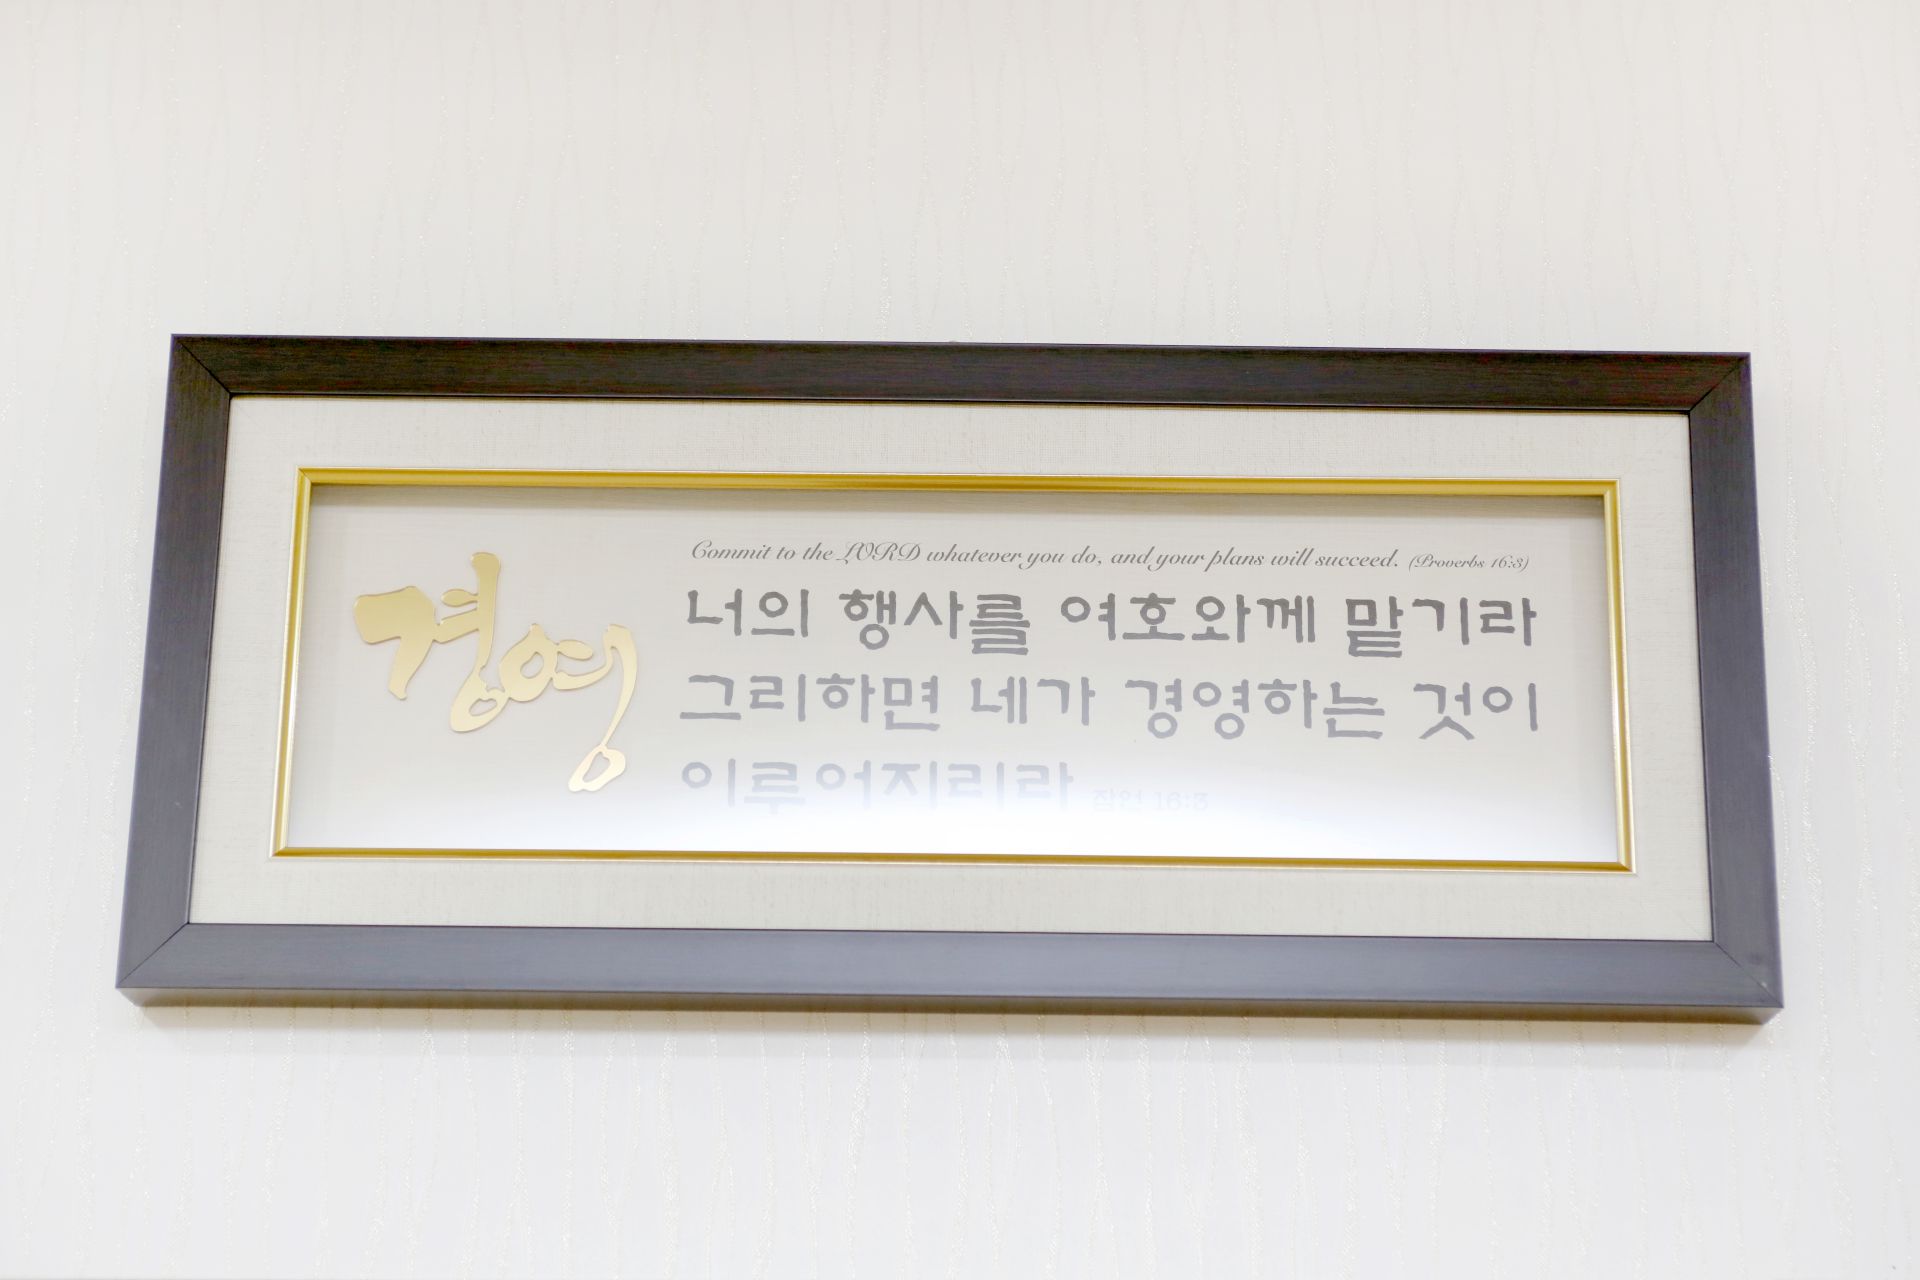 경영
Commit to the LORD whatever you do, and your plans will succeed. (Proverbs 16:3)
너의 행사를 여호와께 맡기라
그리하면 네가 경영하는 것이
이루어지리라 잠언 16:3